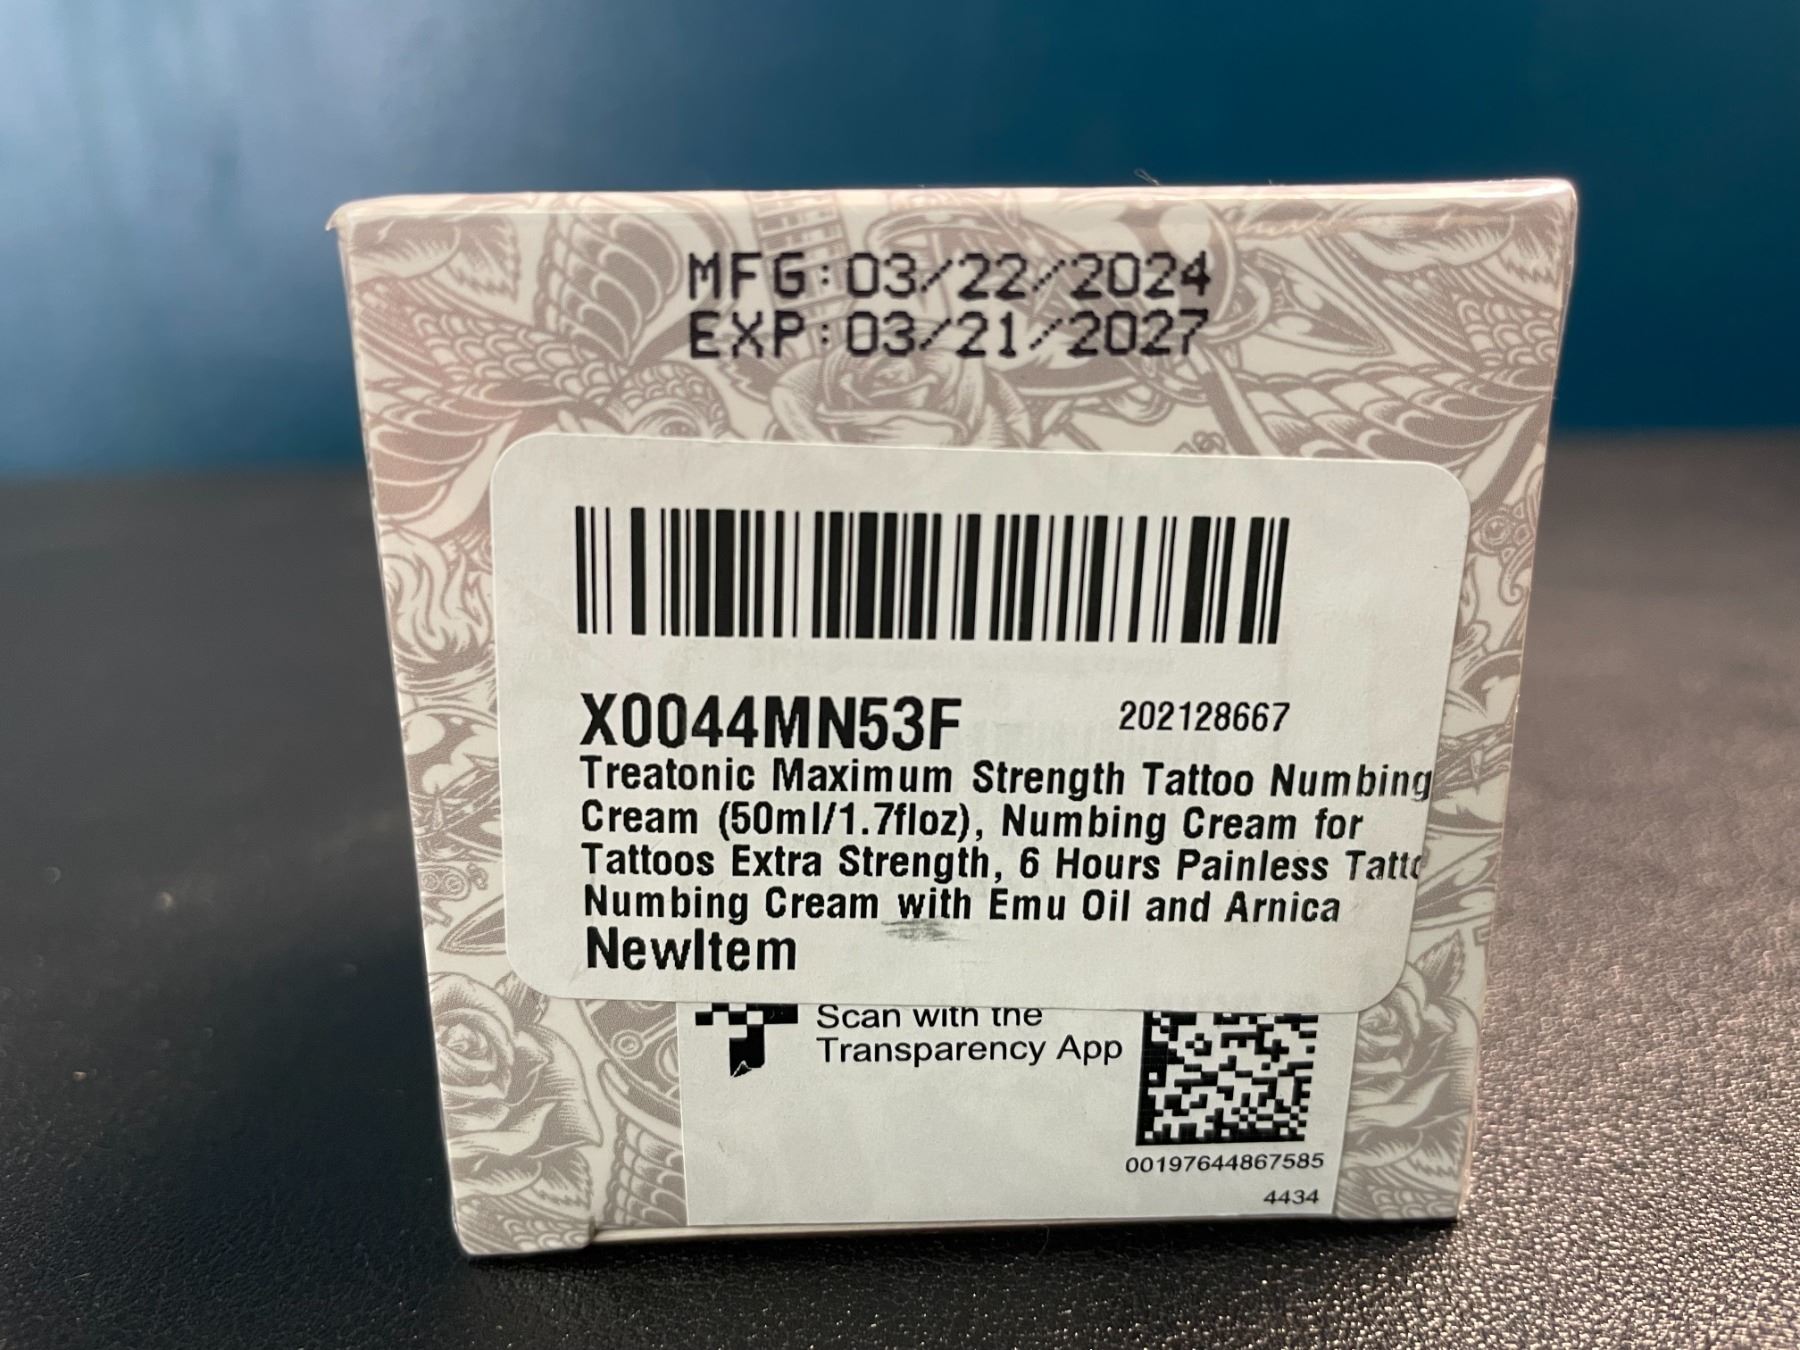 MFG:03/22/2024
EXP:03/21/2027
X0044MN53F 202128667
Treatonic Maximum Strength Tattoo Numbing
Cream (50ml/1.7floz), Numbing Cream for
Tattoos Extra Strength, 6 Hours Painless Tatto
Numbing Cream with Emu Oil and Arnica
NewItem
Scan with the
Transparency App
00197644867585
4434